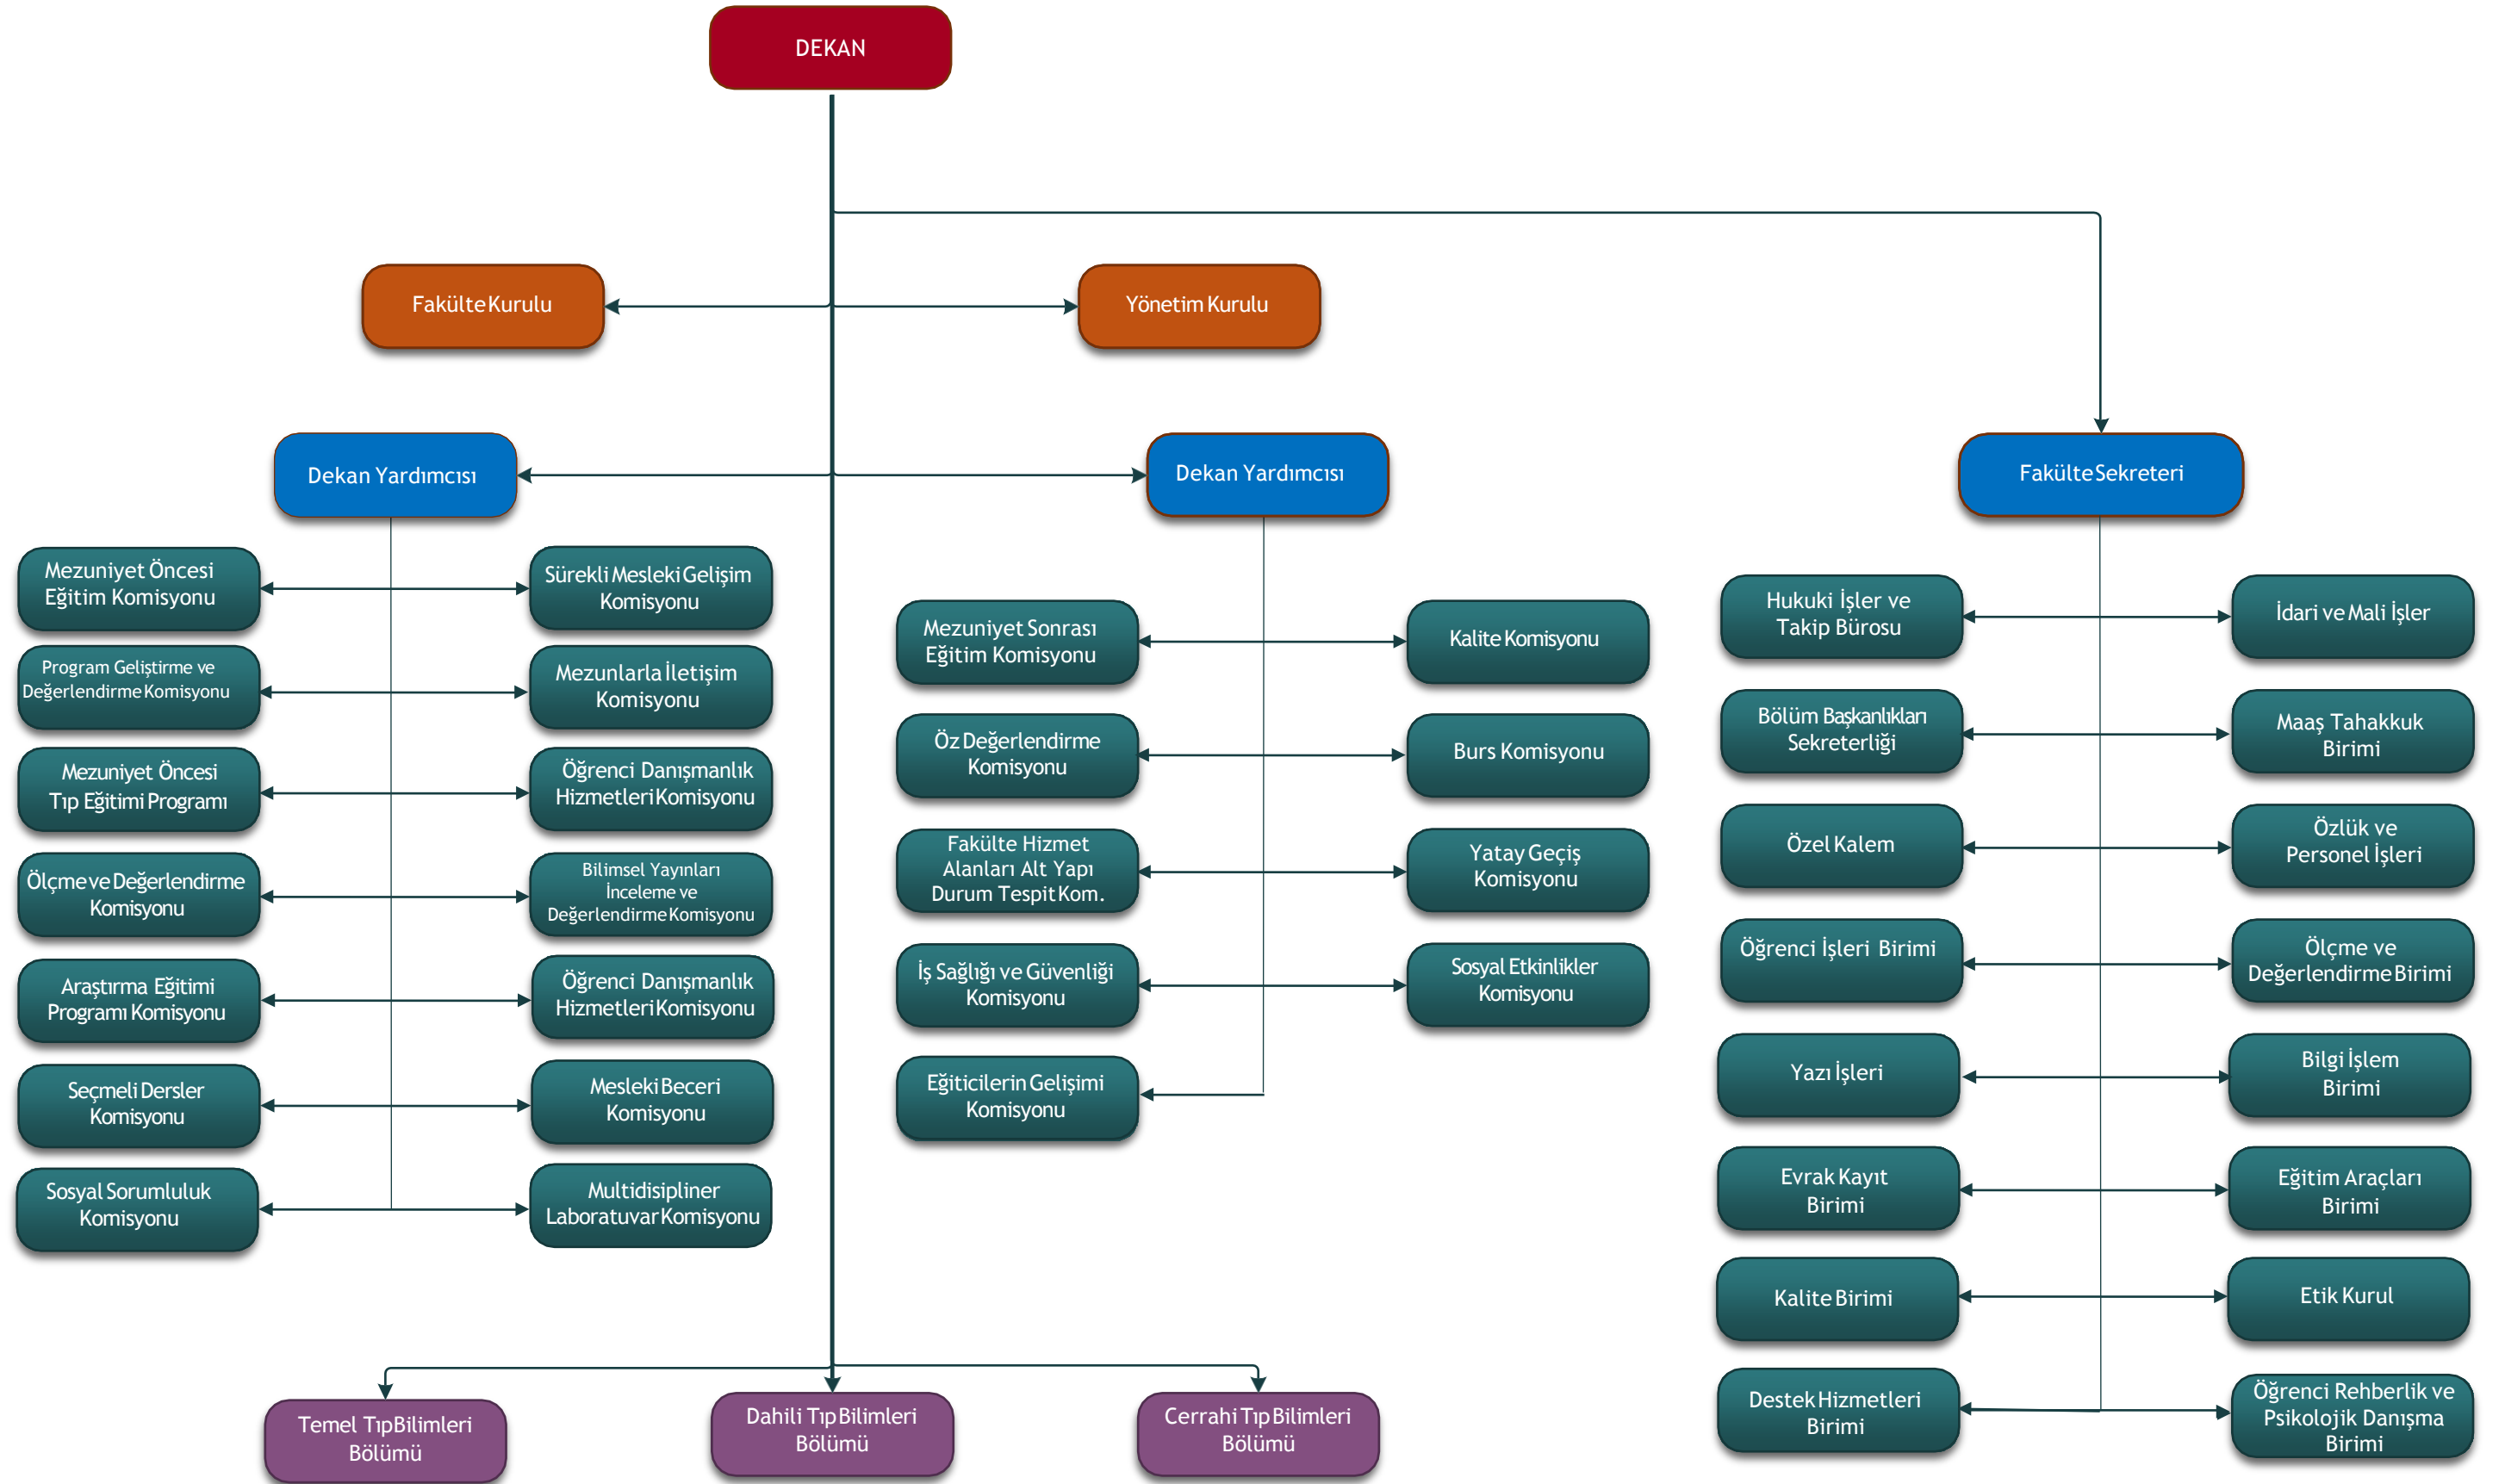 DEKAN
Fakülte Kurulu
Yönetim Kurulu
Dekan Yardımcısı
Dekan Yardımcısı
Fakülte Sekreteri
Mezuniyet Öncesi
Eğitim Komisyonu
Sürekli Mesleki Gelişim
Komisyonu
Program Geliştirme ve
Değerlendirme Komisyonu
Mezunlarla İletişim
Komisyonu
Mezuniyet Öncesi
Tıp Eğitimi Programı
Öğrenci Danışmanlık
Hizmetleri Komisyonu
Ölçme ve Değerlendirme
Komisyonu
Bilimsel Yayınları
İnceleme ve
Değerlendirme Komisyonu
Araştırma Eğitimi
Programı Komisyonu
Öğrenci Danışmanlık
Hizmetleri Komisyonu
Seçmeli Dersler
Komisyonu
Mesleki Beceri
Komisyonu
Sosyal Sorumluluk
Komisyonu
Multidisipliner
Laboratuvar Komisyonu
Mezuniyet Sonrası
Eğitim Komisyonu
Kalite Komisyonu
Öz Değerlendirme
Komisyonu
Burs Komisyonu
Fakülte Hizmet
Alanları Alt Yapı
Durum Tespit Kom.
Yatay Geçiş
Komisyonu
İş Sağlığı ve Güvenliği
Komisyonu
Sosyal Etkinlikler
Komisyonu
Eğiticilerin Gelişimi
Komisyonu
Hukuki İşler ve
Takip Bürosu
İdari ve Mali İşler
Bölüm Başkanlıkları
Sekreterliği
Maaş Tahakkuk
Birimi
Özel Kalem
Özlük ve
Personel İşleri
Öğrenci İşleri Birimi
Ölçme ve
Değerlendirme Birimi
Yazı İşleri
Bilgi İşlem
Birimi
Evrak Kayıt
Birimi
Eğitim Araçları
Birimi
Kalite Birimi
Etik Kurul
Destek Hizmetleri
Birimi
Öğrenci Rehberlik ve
Psikolojik Danışma
Birimi
Temel Tıp Bilimleri
Bölümü
Dahili Tıp Bilimleri
Bölümü
Cerrahi Tıp Bilimleri
Bölümü